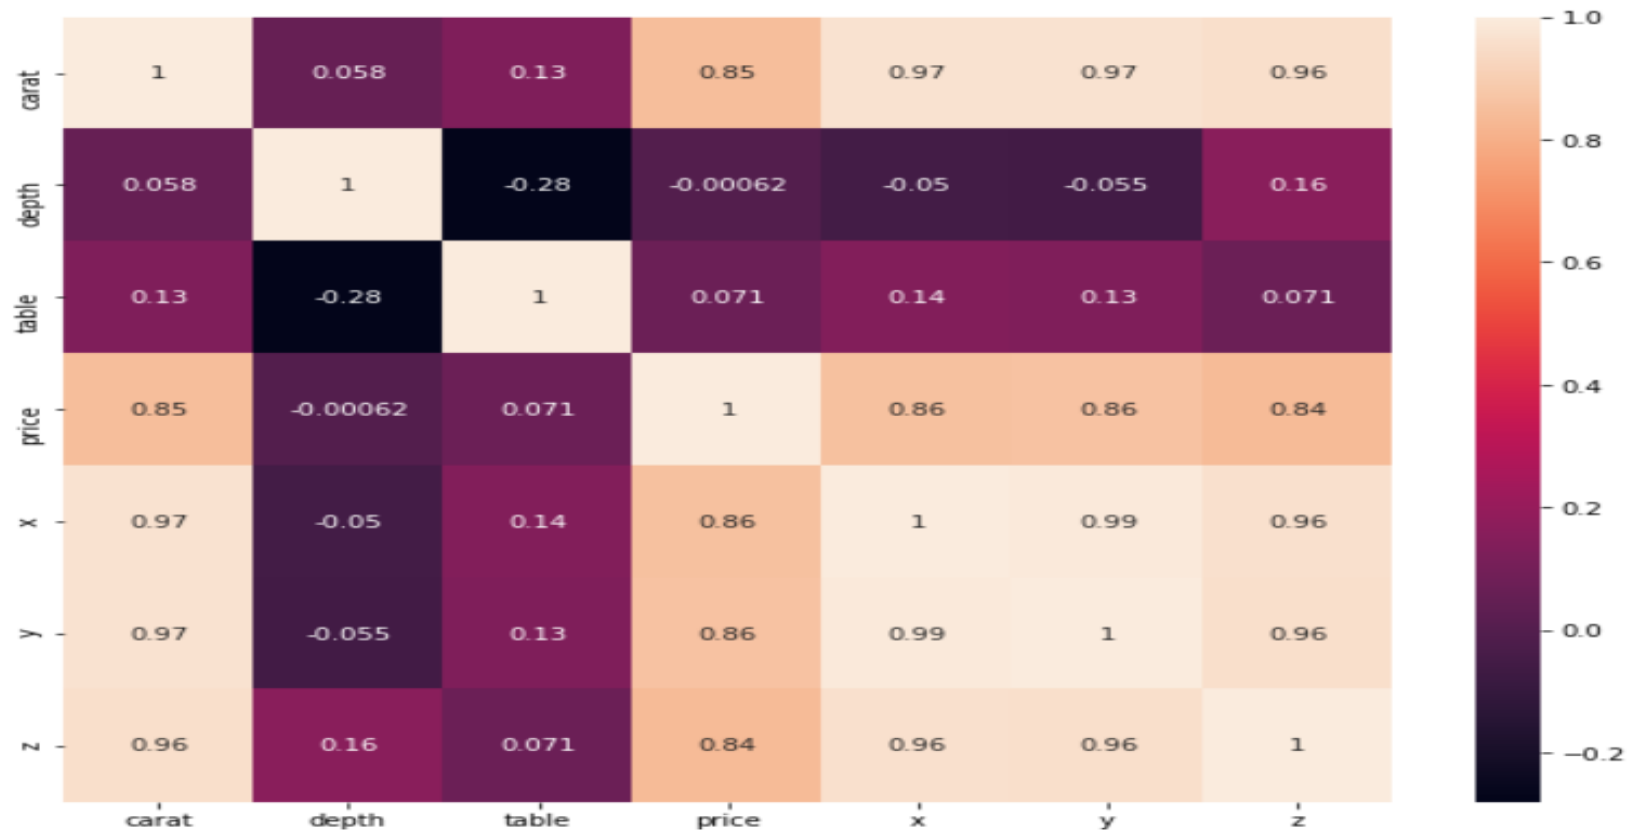 carat 1 0.058 0.13 0.85 0.97 0.97 0.96
depth 0.058 1 -0.28 -0.00062 -0.05 -0.055 0.16
table 0.13 -0.28 1 0.071 0.14 0.13 0.071
price 0.85 -0.00062 0.071 1 0.86 0.86 0.84
x 0.97 -0.05 0.14 0.86 1 0.99 0.96
y 0.97 -0.055 0.13 0.86 0.99 1 0.96
z 0.96 0.16 0.071 0.84 0.96 0.96 1
carat depth table price x y z
1.0
0.8
0.6
0.4
0.2
0.0
−0.2